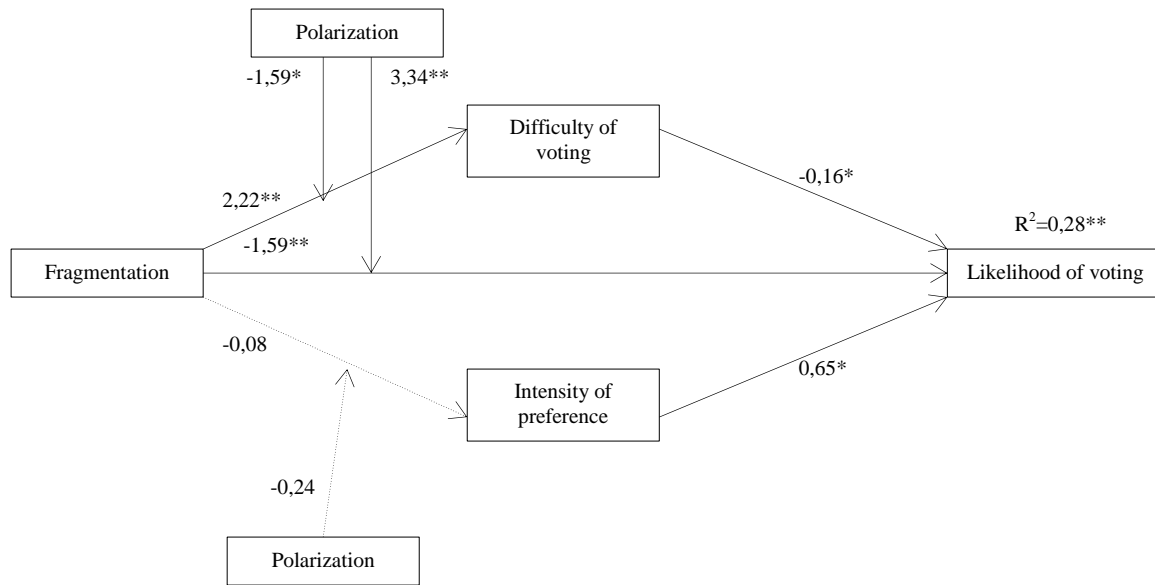 Polarization
-1,59*
3,34**
Difficulty of
voting
-0,16*
2,22**
-1,59**
R²=0,28**
Fragmentation
Likelihood of voting
-0,08
0,65*
Intensity of
preference
-0,24
Polarization